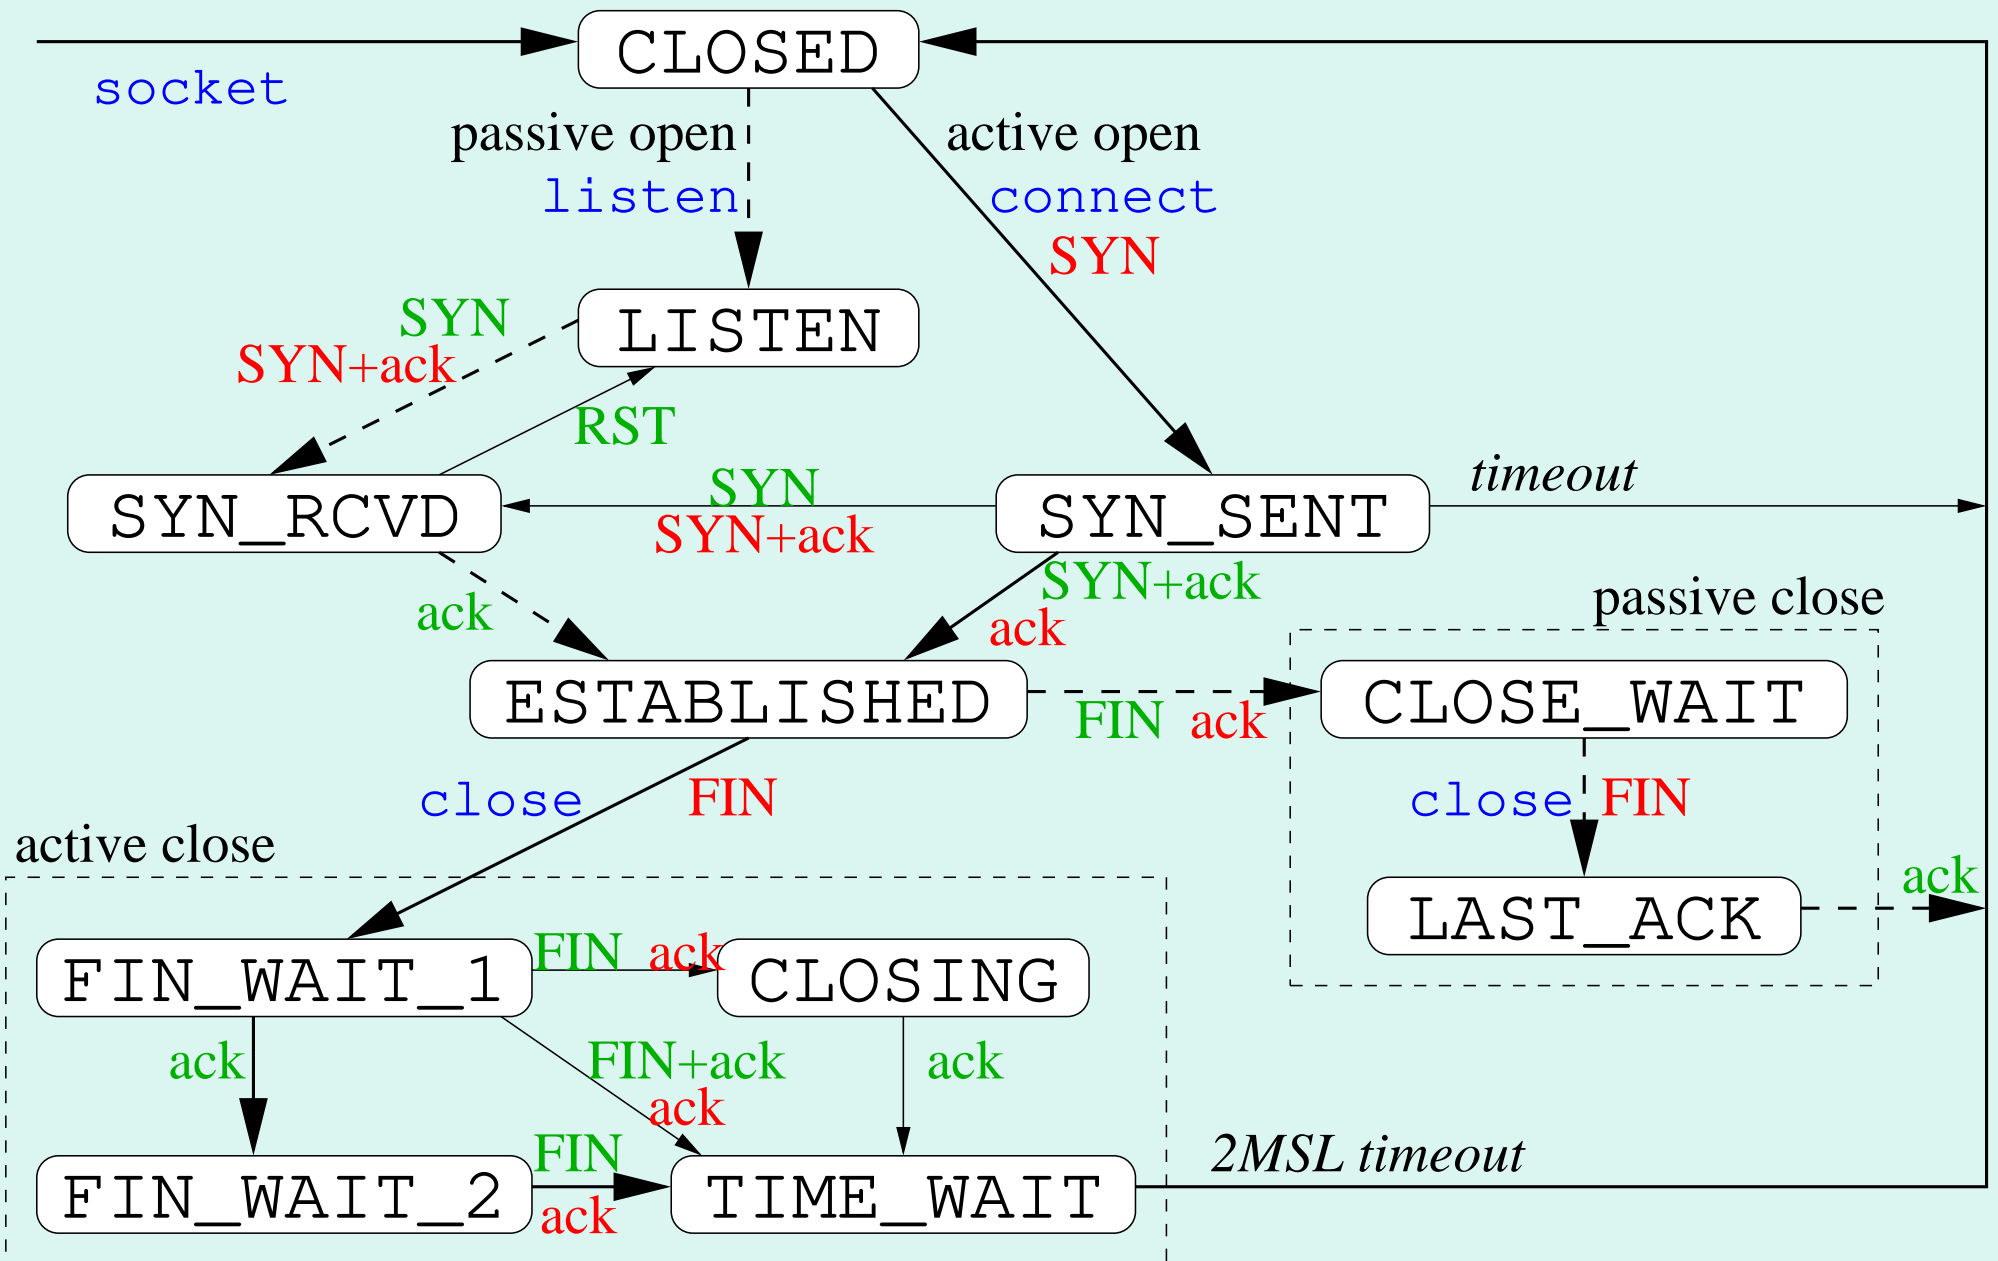 CLOSED
socket
passive open
active open
listen
connect
SYN
LISTEN
SYN
SYN+ack
RST
SYN_RCVD
SYN
SYN+ack
SYN_SENT
timeout
ack
SYN+ack
ack
passive close
ESTABLISHED
FIN ack
CLOSE_WAIT
close
FIN
close FIN
active close
LAST_ACK
ack
FIN_WAIT_1
FIN ack
CLOSING
ack
FIN+ack
ack
ack
FIN_WAIT_2
FIN
ack
TIME_WAIT
2MSL timeout